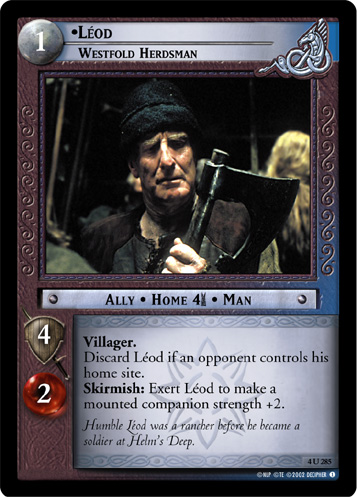 1
•Léod
Westfold Herdsman
Ally • Home 4 • Man
4
2
Villager.
Discard Léod if an opponent controls his
home site.
Skirmish: Exert Léod to make a
mounted companion strength +2.
Humble Léod was a rancher before he became a
soldier at Helm's Deep.
4 U 285
© NLP ©TE © 2002 DECIPHER